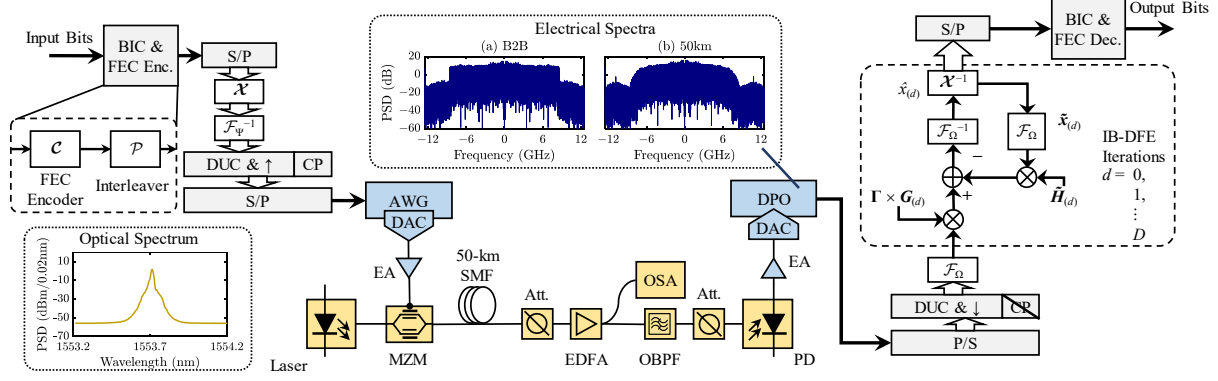 Input Bits
BIC &
FEC Enc.
S/P
𝒳
ℱ_Ψ^{-1}
DUC & ↑
CP
S/P
𝒞
𝒫
FEC
Encoder
Interleaver
Optical Spectrum
PSD (dBm/0.02nm)
10
-10
-30
-50
-70
1553.2
1553.7
1554.2
Wavelength (nm)
Electrical Spectra
(a) B2B
(b) 50km
PSD (dB)
20
0
−20
−40
−60
−12
−6
0
6
12
−12
−6
0
6
12
Frequency (GHz)
Frequency (GHz)
AWG
DAC
EA
50-km
SMF
Att.
OSA
Att.
EA
DPO
DAC
Laser
MZM
EDFA
OBPF
PD
S/P
BIC &
FEC Dec.
Output Bits
x̂_(d)
𝒳^{-1}
ℱ_Ω^{-1}
ℱ_Ω
x̃_(d)
IB-DFE
Iterations
d = 0,
1,
⋮
D
−
+
Γ × G_(d)
H̃_(d)
ℱ_Ω
DUC & ↓
CP
P/S